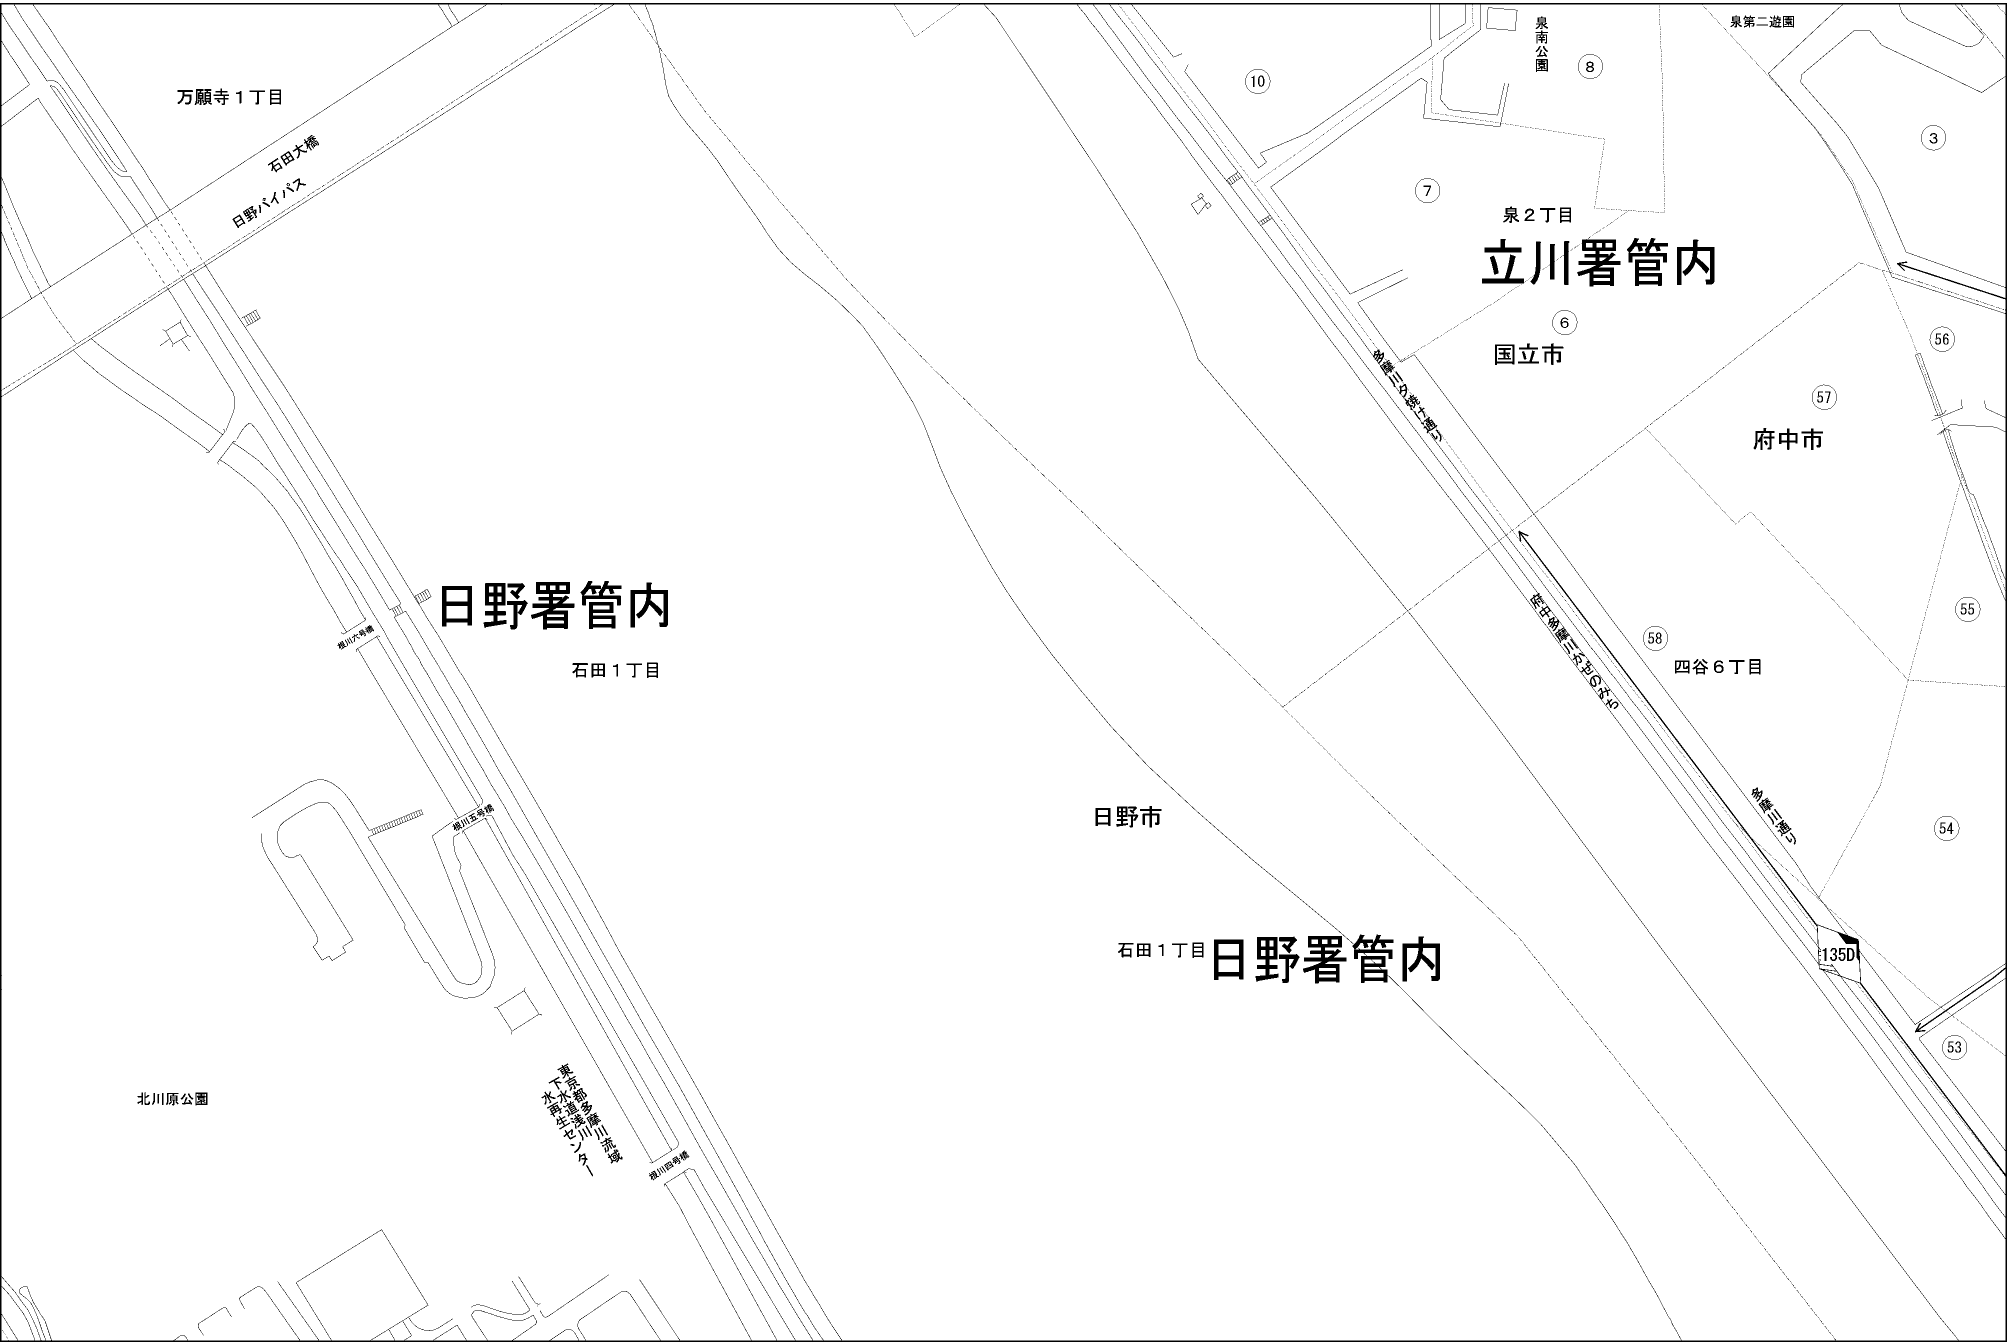 泉第二遊園
泉南公園
8
10
万願寺１丁目
3
石田大橋
7
日野バイパス
泉２丁目
立川署管内
6
56
国立市
57
多摩川夕焼け通り
府中市
日野署管内
55
根川六号橋
58
府中多摩川かぜのみち
四谷６丁目
石田１丁目
日野市
根川五号橋
多摩川通り
54
石田１丁目
日野署管内
135D
53
北川原公園
東京都多摩川流域
下水道浅川
水再生センター
根川四号橋